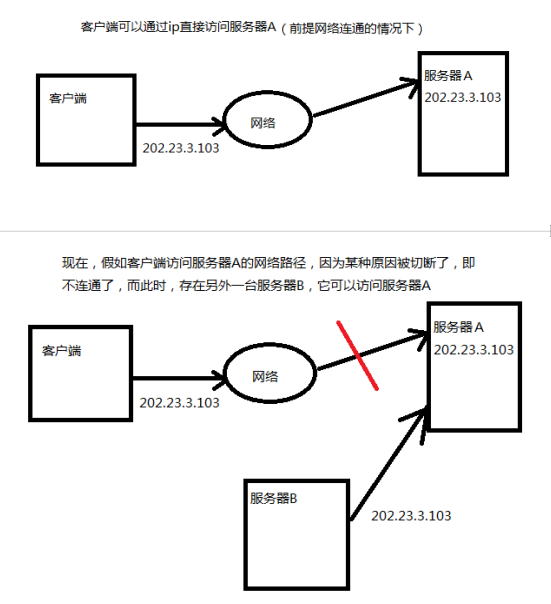 客户端可以通过ip直接访问服务器A（前提网络连通的情况下）
客户端
网络
服务器A
202.23.3.103
202.23.3.103
现在，假如客户端访问服务器A的网络路径，因为某种原因被切断了，即
不连通了，而此时，存在另外一台服务器B，它可以访问服务器A
客户端
网络
服务器A
202.23.3.103
202.23.3.103
服务器B
202.23.3.103